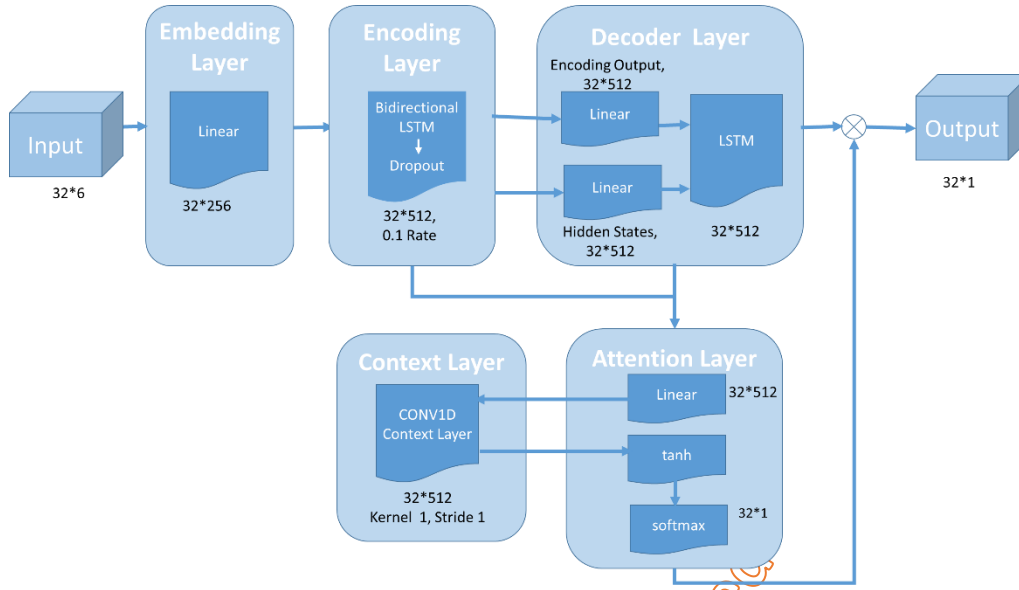 Embedding
Layer
Encoding
Layer
Decoder Layer
Input
32*6
Linear
32*256
Bidirectional
LSTM
Dropout
32*512,
0.1 Rate
Encoding Output,
32*512
Linear
Linear
Hidden States,
32*512
LSTM
32*512
Output
32*1
Context Layer
CONV1D
Context Layer
32*512
Kernel 1, Stride 1
Attention Layer
Linear
32*512
tanh
softmax
32*1